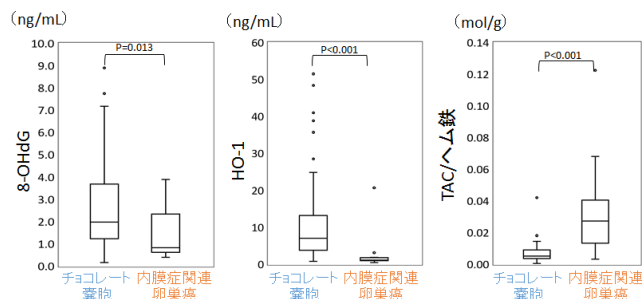 (ng/mL)
8-OHdG
10.0
9.0
8.0
7.0
6.0
5.0
4.0
3.0
2.0
1.0
0.0
P=0.013
チョコレート
嚢胞
内膜症関連
卵巣癌
(ng/mL)
HO-1
60
50
40
30
20
10
0
P<0.001
チョコレート
嚢胞
内膜症関連
卵巣癌
(mol/g)
TAC/ヘム鉄
0.14
0.12
0.10
0.08
0.06
0.04
0.02
0.00
P<0.001
チョコレート
嚢胞
内膜症関連
卵巣癌